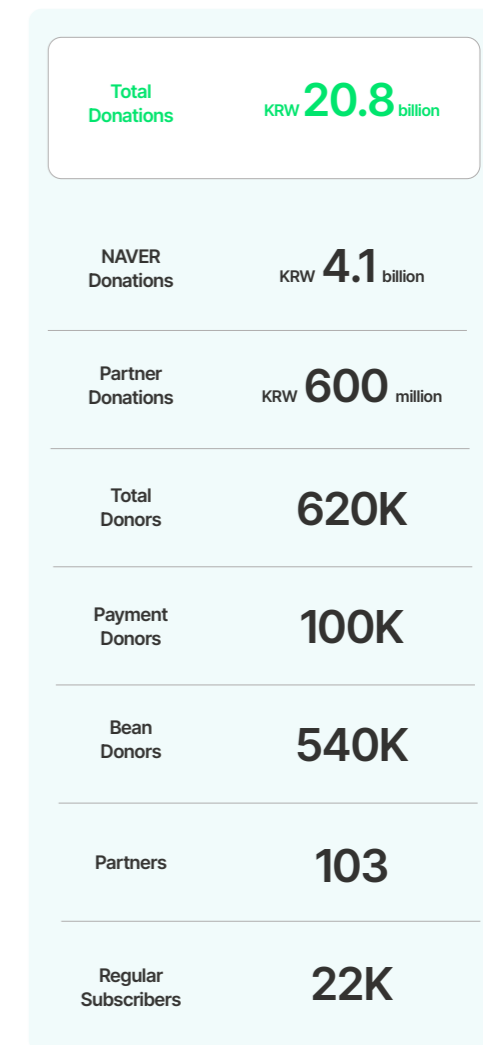 Total
Donations
KRW 20.8 billion
NAVER
Donations
KRW 4.1 billion
Partner
Donations
KRW 600 million
Total
Donors
620K
Payment
Donors
100K
Bean
Donors
540K
Partners
103
Regular
Subscribers
22K